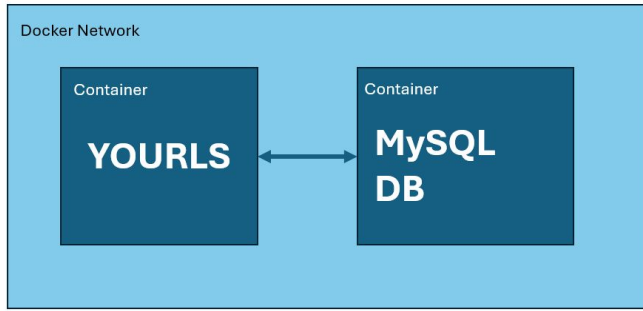 Docker Network
Container
YOURLS
Container
MySQL
DB